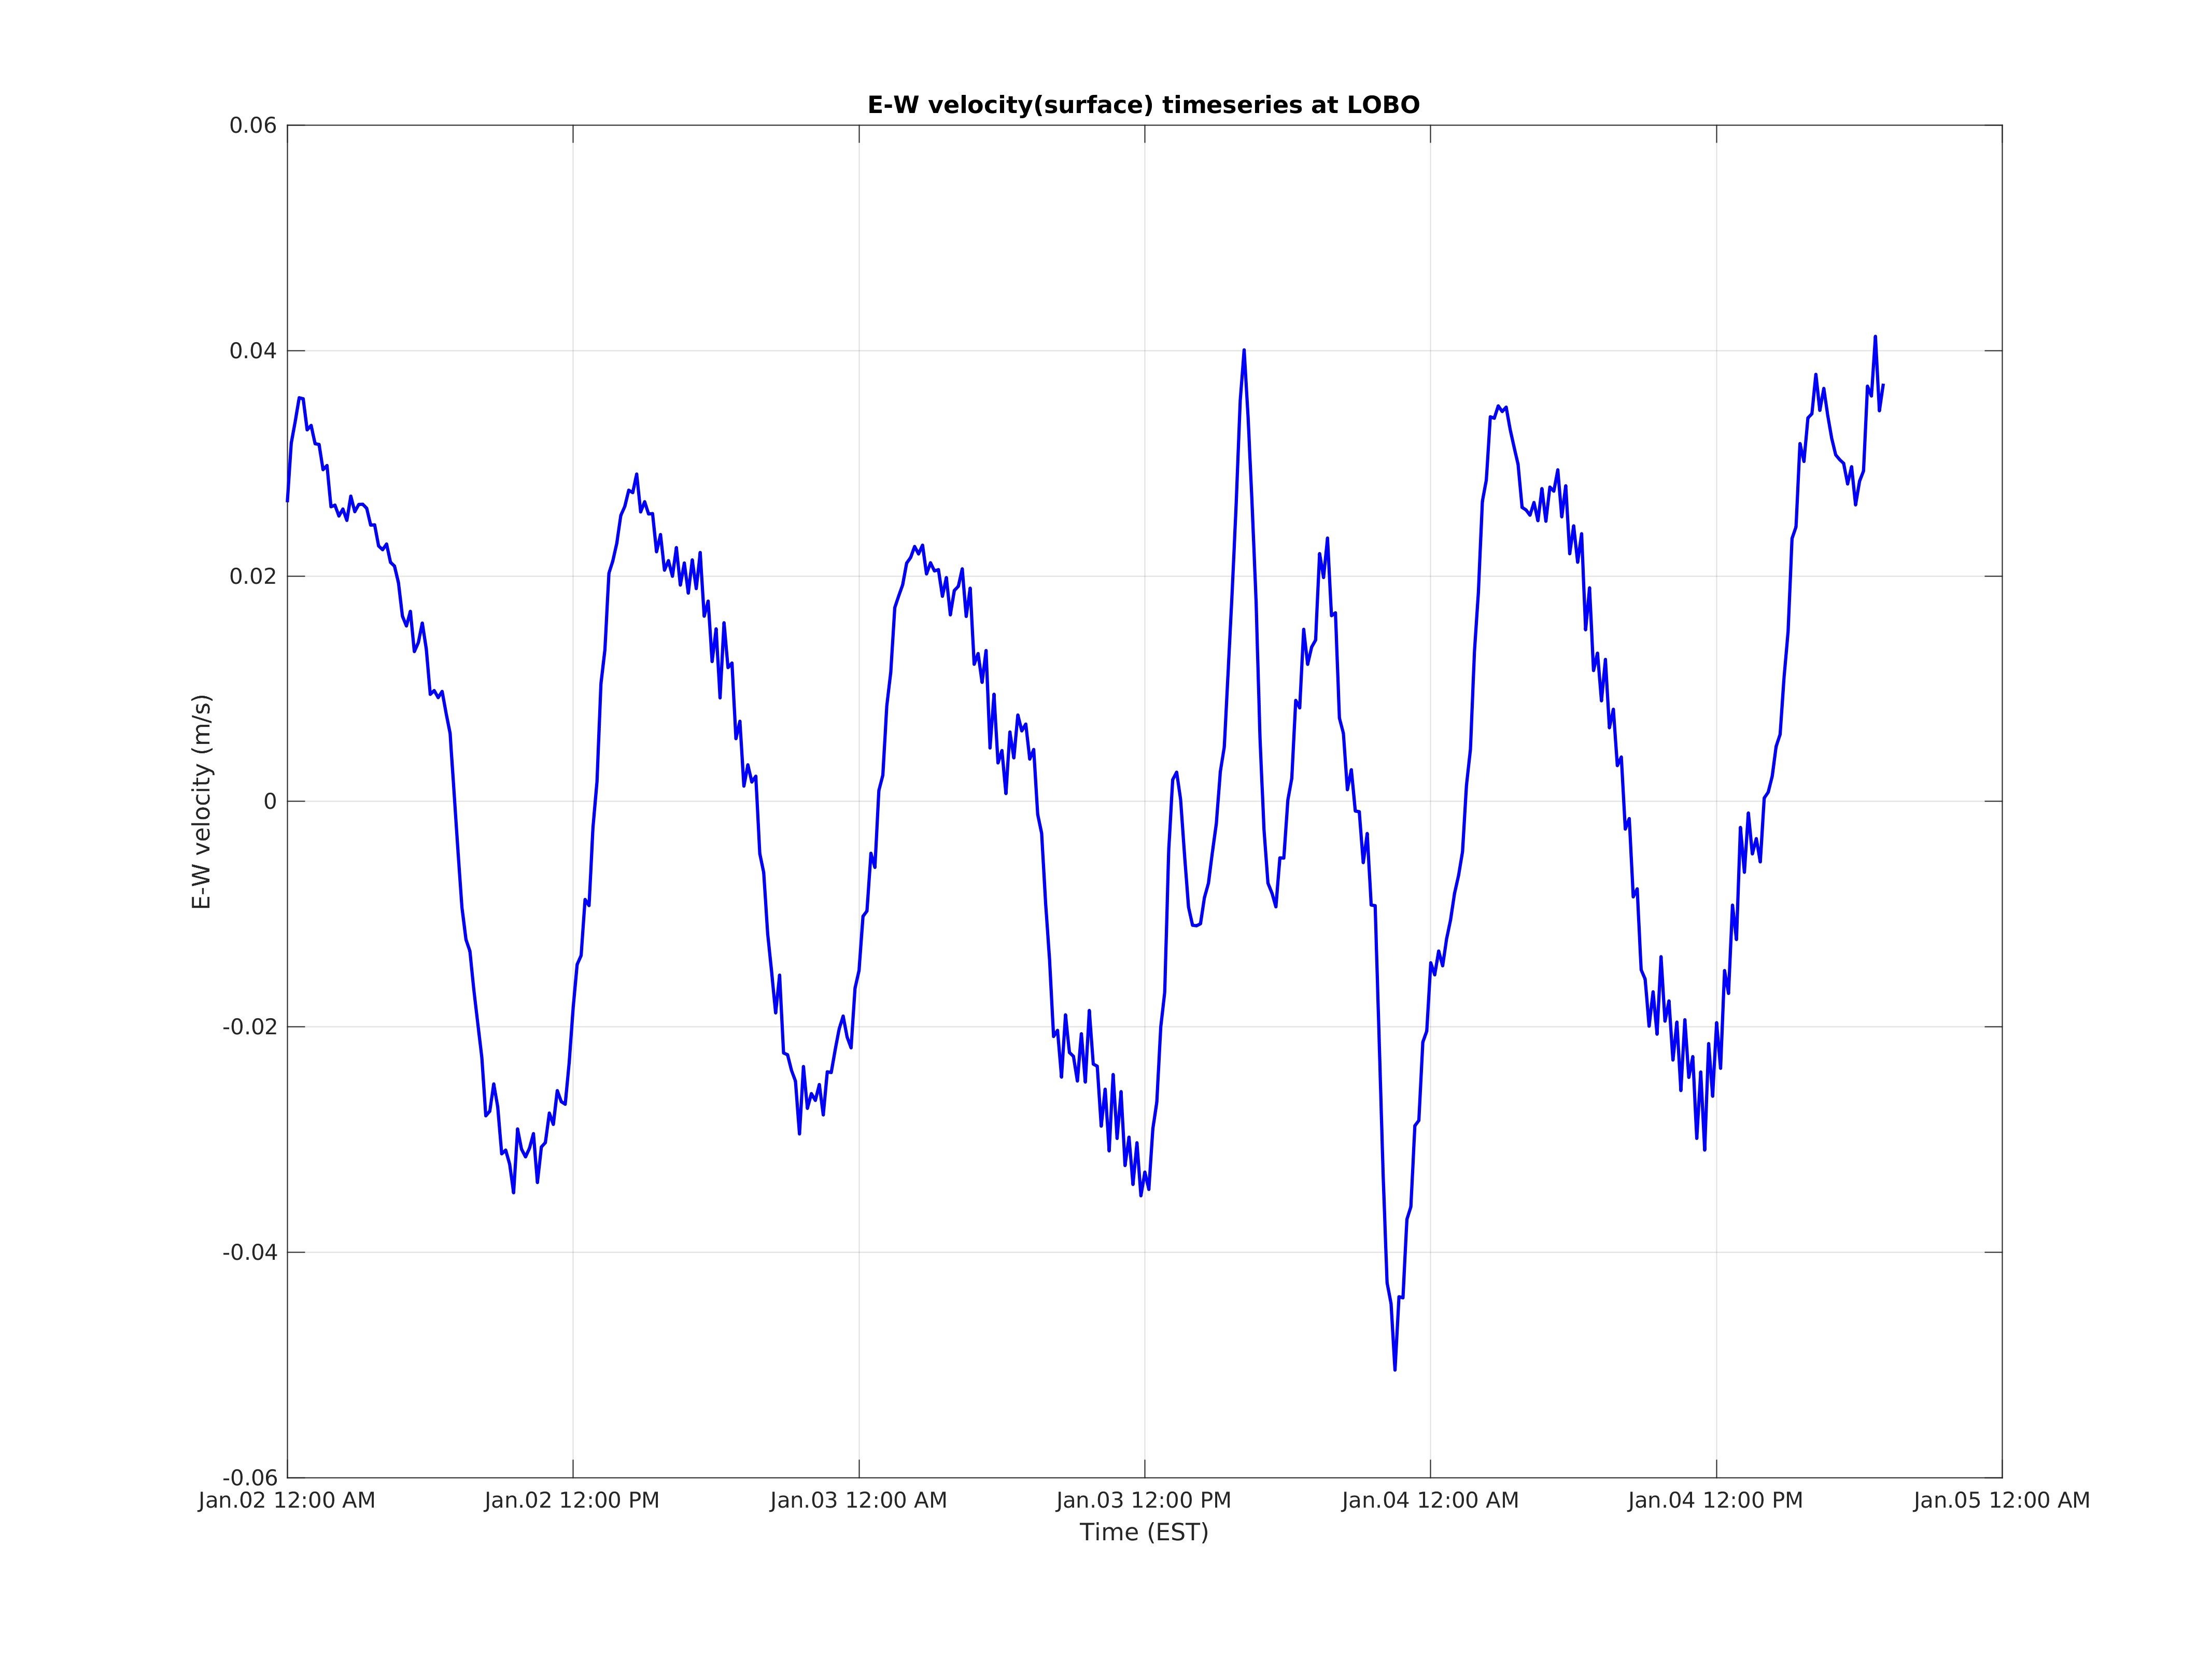 E-W velocity(surface) timeseries at LOBO
0.06
0.04
0.02
0
-0.02
-0.04
-0.06
E-W velocity (m/s)
Jan.02 12:00 AM
Jan.02 12:00 PM
Jan.03 12:00 AM
Jan.03 12:00 PM
Jan.04 12:00 AM
Jan.04 12:00 PM
Jan.05 12:00 AM
Time (EST)